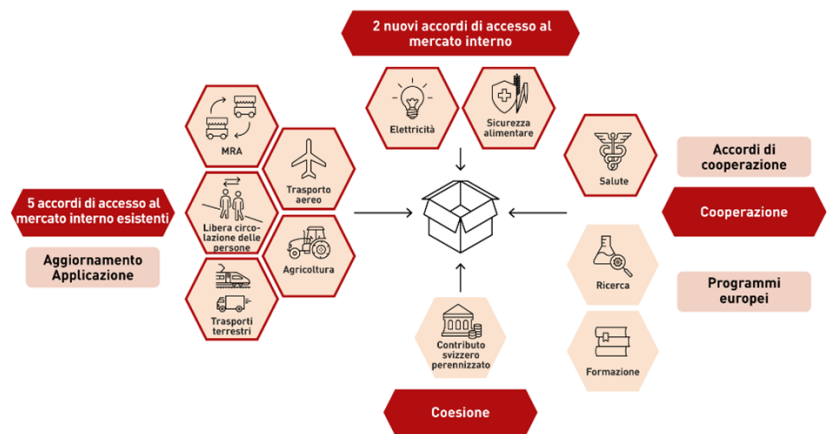 2 nuovi accordi di accesso al
mercato interno
Elettricità
Sicurezza
alimentare
MRA
Trasporto
aereo
Libera circo-
lazione delle
persone
Agricoltura
Trasporti
terrestri
5 accordi di accesso al
mercato interno esistenti
Aggiornamento
Applicazione
Salute
Accordi di
cooperazione
Cooperazione
Ricerca
Programmi
europei
Formazione
Contributo
svizzero
perennizzato
Coesione